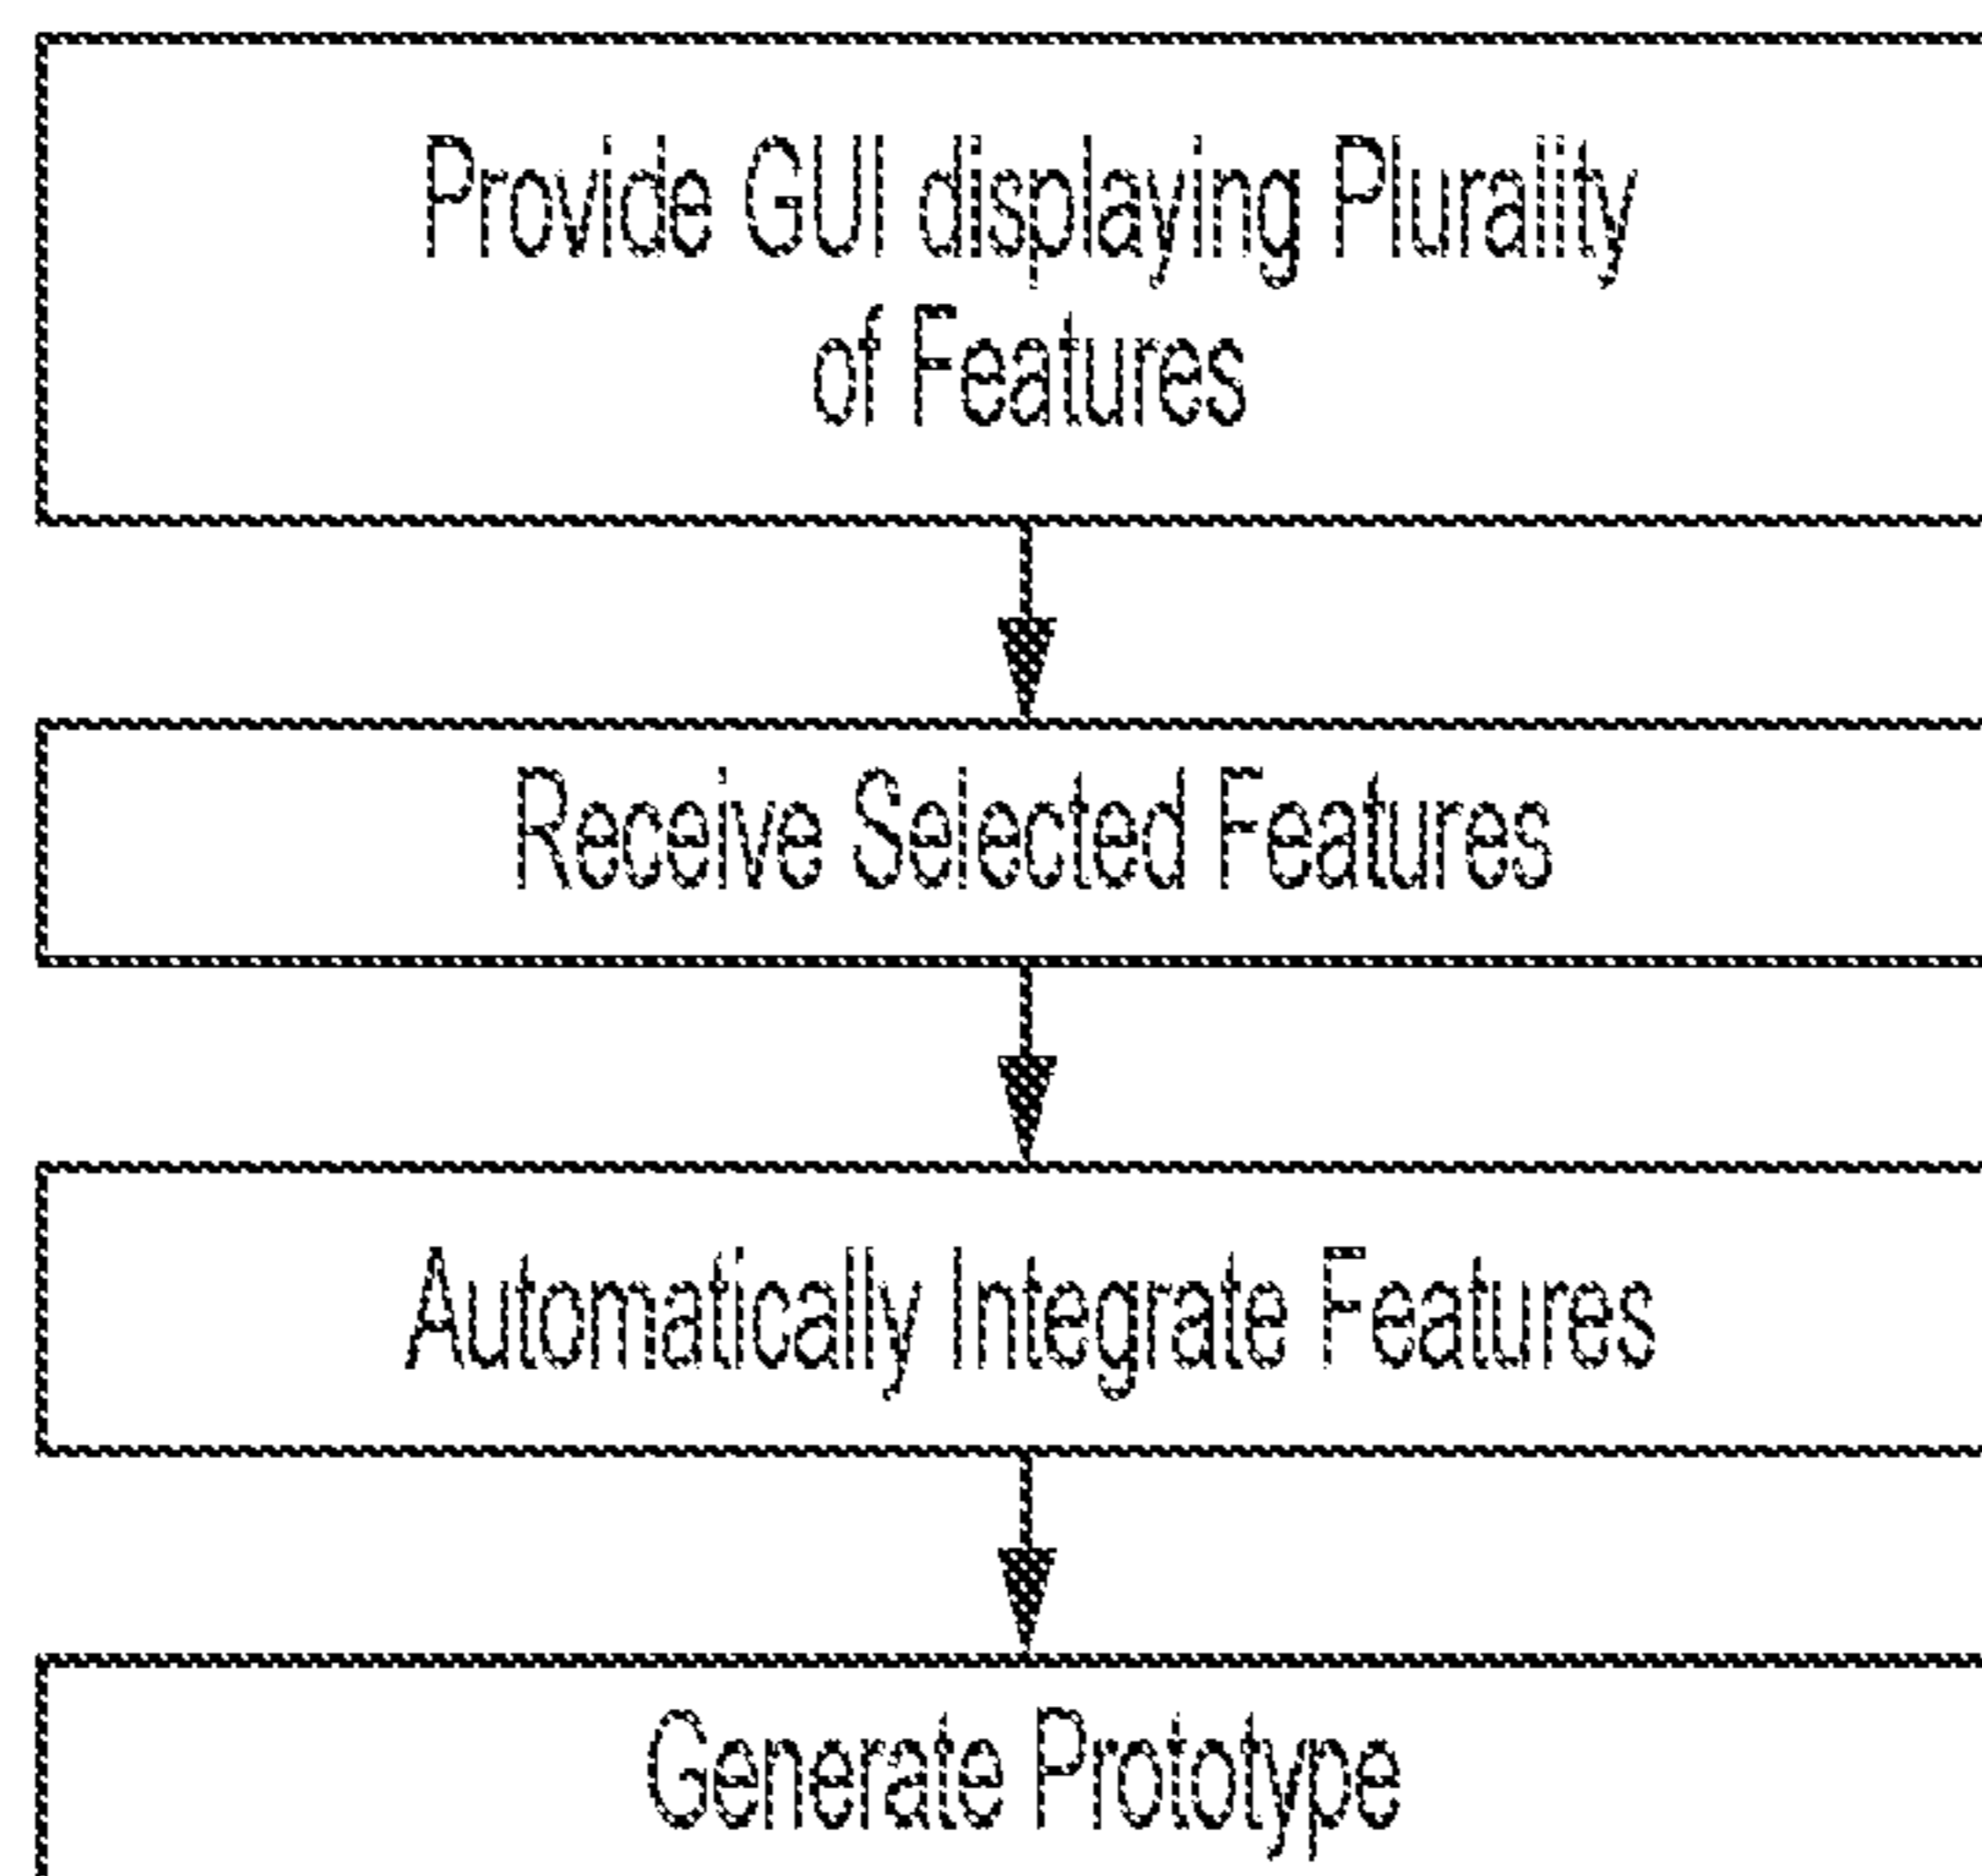 Provide GUI displaying Plurality
of Features
Receive Selected Features
Automatically Integrate Features
Generate Prototype